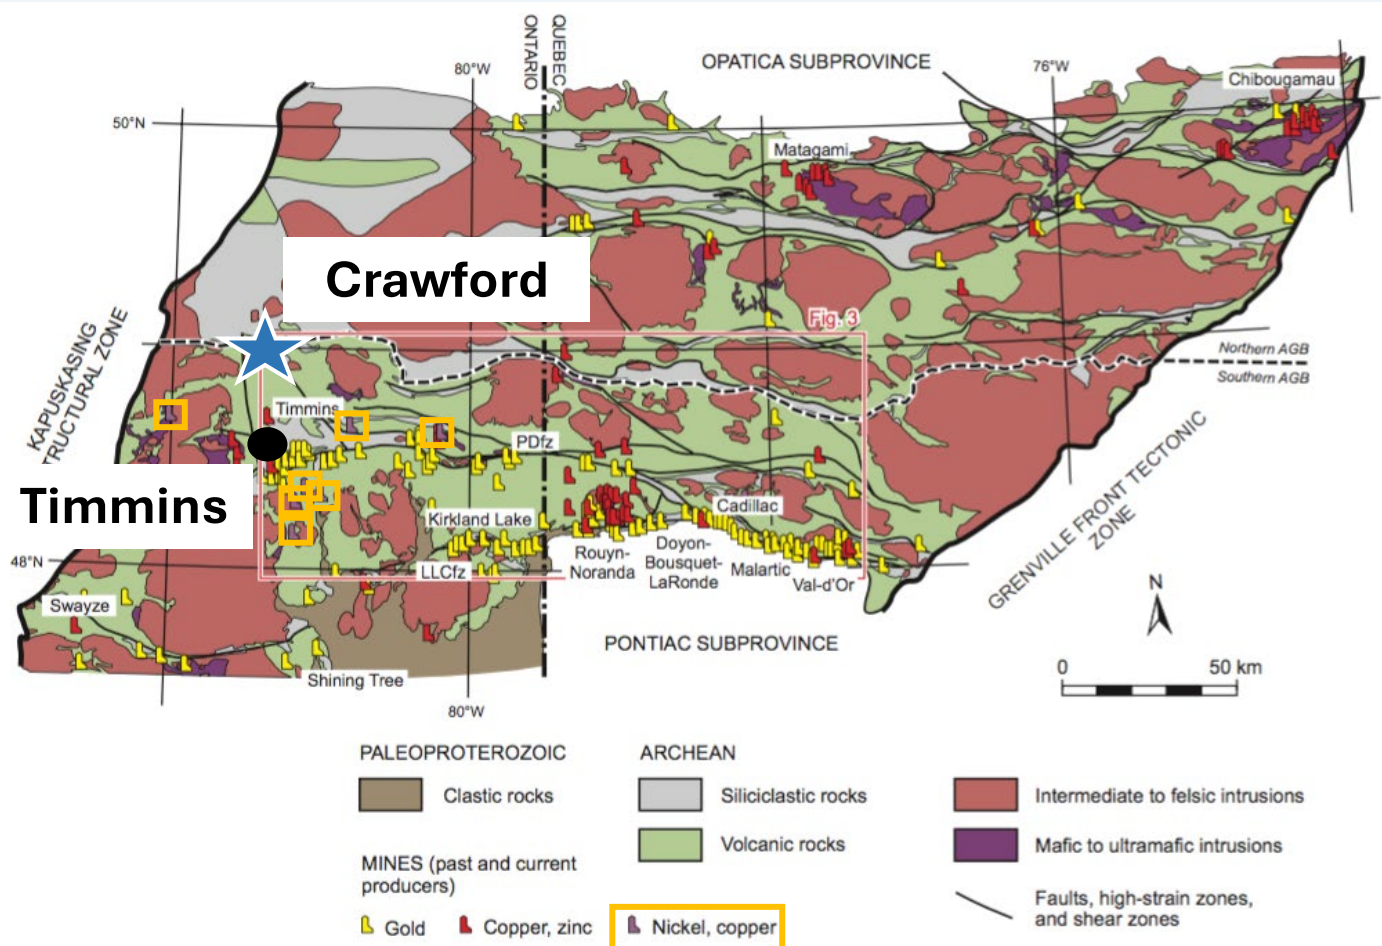 ONTARIO
QUEBEC
80°W
OPATICA SUBPROVINCE
76°W
Chibougamau
50°N
Matagami
Crawford
Fig. 3
KAPUSKASING
TRUCTURAL ZONE
Northern AGB
Southern AGB
Timmins
PDfz
Timmins
Cadillac
Kirkland Lake
48°N
LLCfz
Rouyn-
Noranda
Doyon-
Bousquet-
LaRonde
Malartic
Val-d'Or
GRENVILLE FRONT TECTONIC
ZONE
Swayze
PONTIAC SUBPROVINCE
N
Shining Tree
0
50 km
80°W
PALEOPROTEROZOIC
ARCHEAN
Clastic rocks
Siliciclastic rocks
Intermediate to felsic intrusions
Volcanic rocks
Mafic to ultramafic intrusions
MINES (past and current
producers)
Faults, high-strain zones,
and shear zones
Gold
Copper, zinc
Nickel, copper